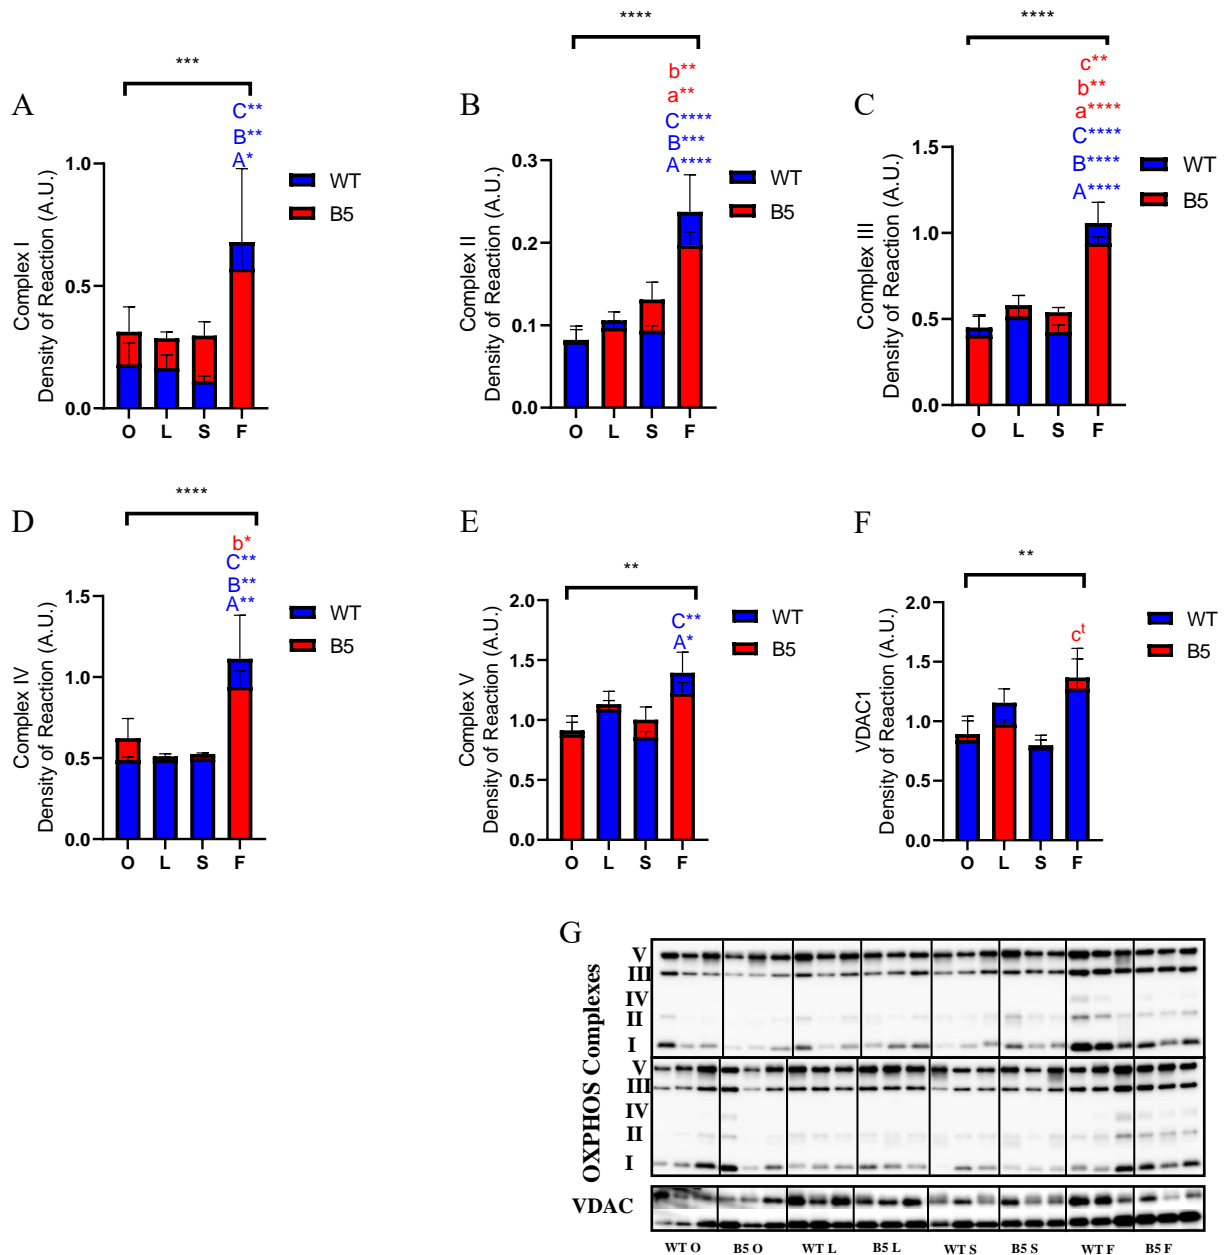 A
***
C**
B**
A*
Complex I
Density of Reaction (A.U.)
1.0
0.5
0.0
O L S F
WT
B5
B
****
b**
a**
C****
B***
A****
Complex II
Density of Reaction (A.U.)
0.3
0.2
0.1
0.0
O L S F
WT
B5
C
****
c**
b**
a****
C****
B****
A****
Complex III
Density of Reaction (A.U.)
1.5
1.0
0.5
0.0
O L S F
WT
B5
D
****
b*
C**
B**
A**
Complex IV
Density of Reaction (A.U.)
1.5
1.0
0.5
0.0
O L S F
WT
B5
E
**
C**
A*
Complex V
Density of Reaction (A.U.)
2.0
1.5
1.0
0.5
0.0
O L S F
WT
B5
F
**
cᵗ
VDAC1
Density of Reaction (A.U.)
2.0
1.5
1.0
0.5
0.0
O L S F
WT
B5
G
OXPHOS Complexes
V
III
IV
II
I
V
III
IV
II
I
VDAC
WT O B5 O WT L B5 L WT S B5 S WT F B5 F